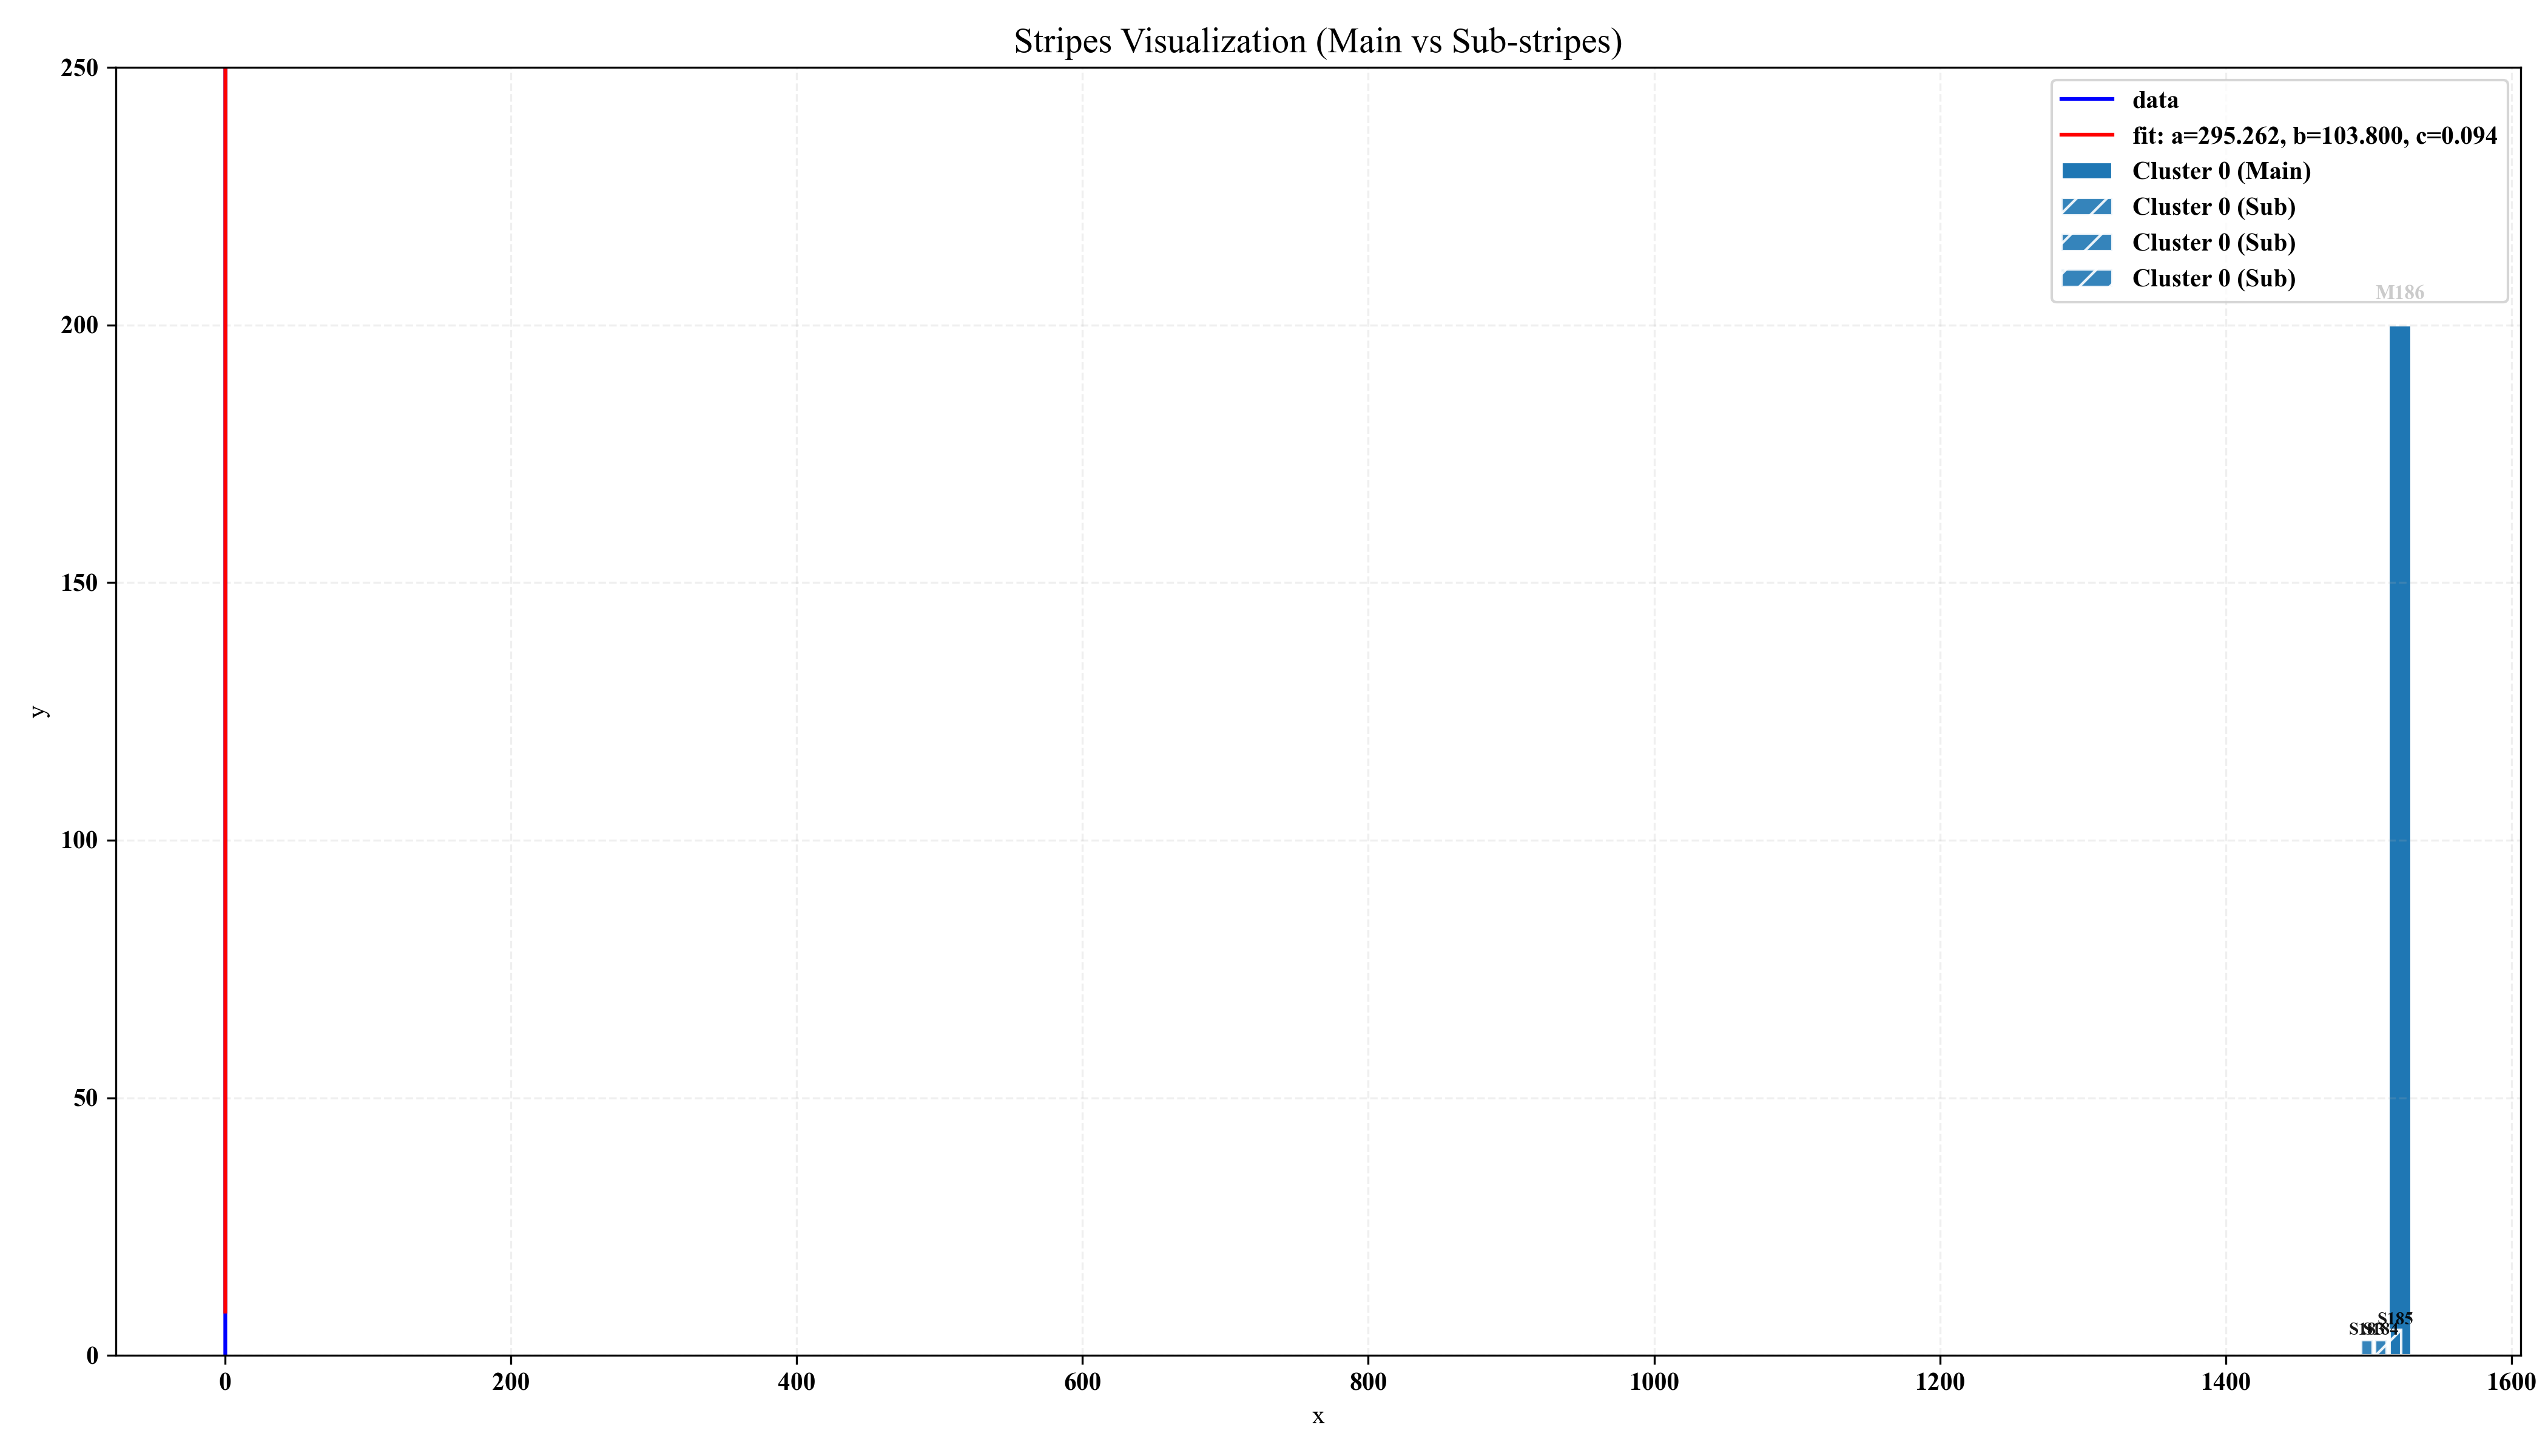 Stripes Visualization (Main vs Sub-stripes)
250
200
150
100
50
0
y
data
fit: a=295.262, b=103.800, c=0.094
Cluster 0 (Main)
Cluster 0 (Sub)
Cluster 0 (Sub)
Cluster 0 (Sub)
M186
S185
S183 S184
0 200 400 600 800 1000 1200 1400 1600
x